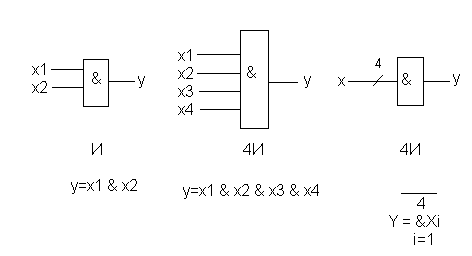 x1
x2
&
y
И
y=x1 & x2
x1
x2
x3
x4
&
y
4И
y=x1 & x2 & x3 & x4
x
4
&
y
4И
4
Y = &Xi
i=1